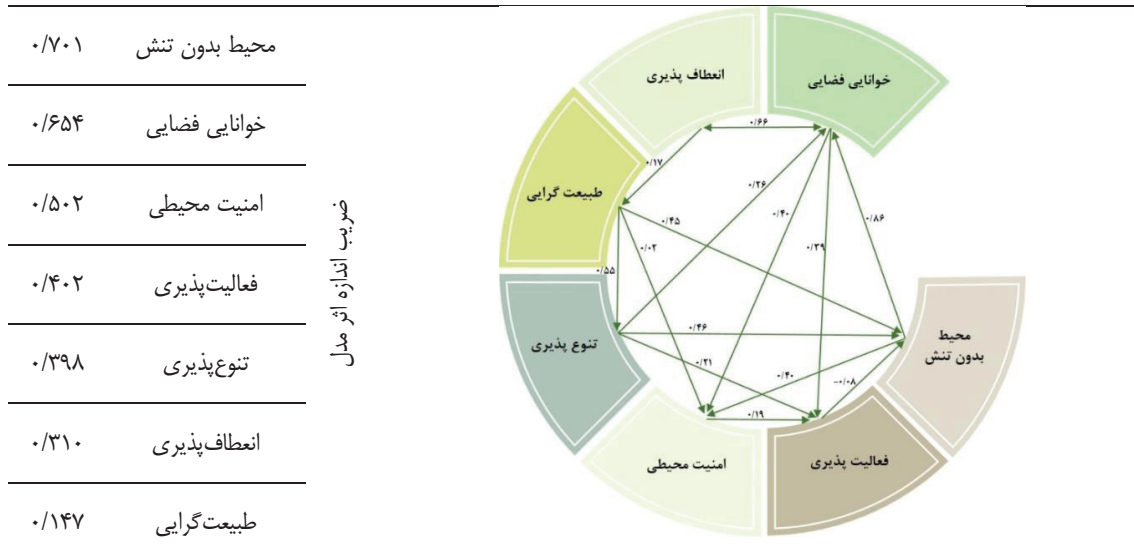 محیط بدون تنش ۰/۷۰۱
خوانایی فضایی ۰/۶۵۴
امنیت محیطی ۰/۵۰۲
فعالیت‌پذیری ۰/۴۰۲
تنوع‌پذیری ۰/۳۹۸
انعطاف‌پذیری ۰/۳۱۰
طبیعت‌گرایی ۰/۱۴۷
ضریب اندازه اثر مدل
خوانایی فضایی
انعطاف پذیری
طبیعت گرایی
تنوع پذیری
امنیت محیطی
فعالیت پذیری
محیط
بدون تنش
۰/۶۶
۰/۱۷
۰/۲۶
۰/۴۵
۰/۴۰
۰/۸۶
۰/۰۲
۰/۳۹
۰/۵۵
۰/۴۶
۰/۲۱
۰/۴۰
-۰/۰۸
۰/۱۹